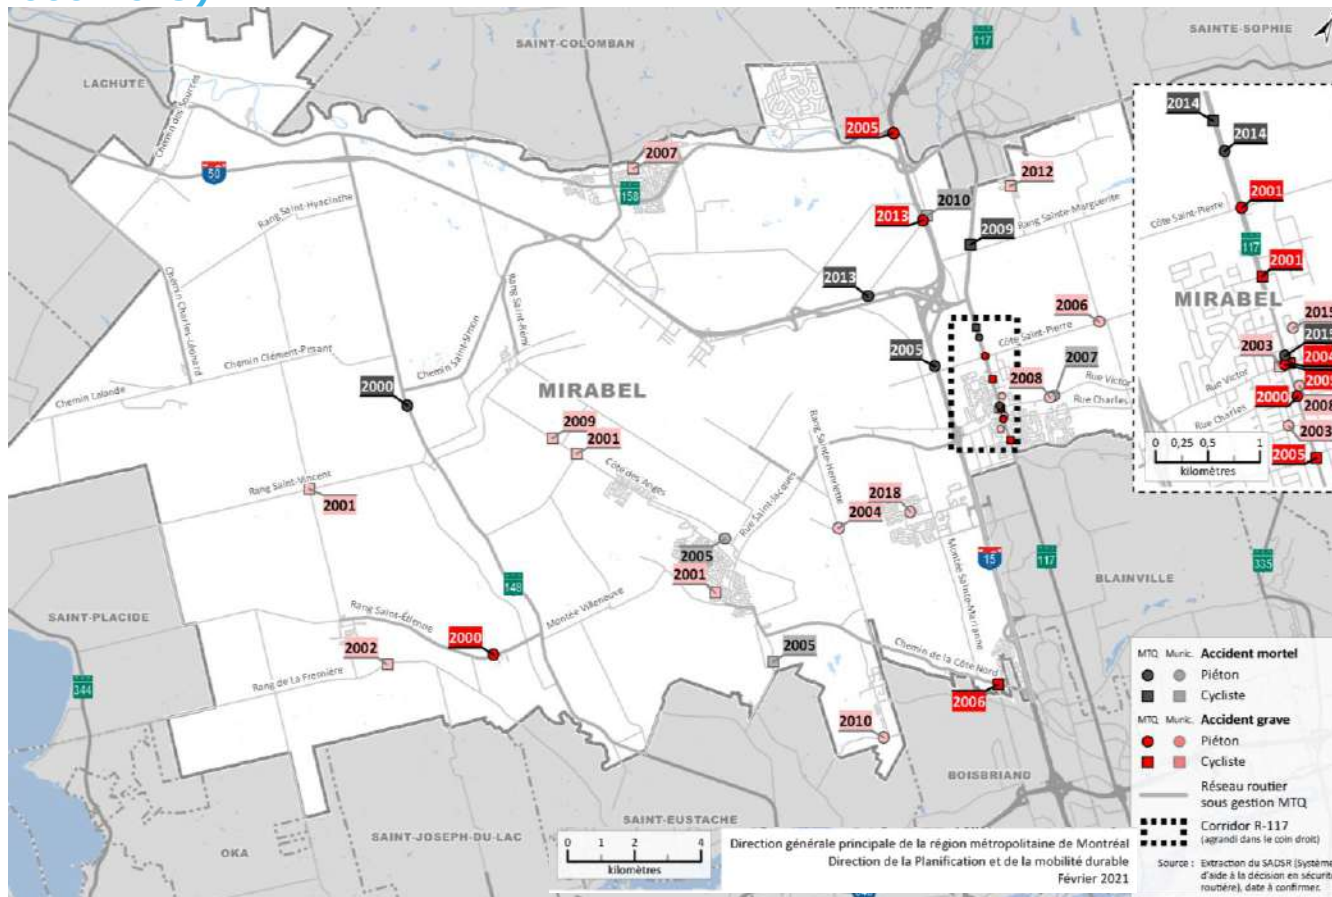 SAINT-COLOMBAN
117
SAINTE-SOPHIE
LACHUTE
Chemin des Sources
50
2007
158
2005
2012
2010
2013
Rang Sainte-Marguerite
2009
Rang Saint-Hyacinthe
Chemin Charles-Léonard
Rang Saint-Rémi
2013
2006
Côte Saint-Pierre
Chemin Saint-Simon
Chemin Clément-Pesant
Chemin Lalande
2005
2007
2008
Rue Victor
Rue Charles
2000
MIRABEL
2009
2001
Côte des Anges
Rang Sainte-Henriette
Rang Saint-Vincent
2001
Rue Saint-Jacques
2018
2004
2005
2001
148
Montée Villeneuve
Montée Sainte-Marianne
15
117
335
BLAINVILLE
SAINT-PLACIDE
Rang Saint-Étienne
2000
2002
Rang de La Fresnière
2005
Chemin de la Côte Nord
2006
344
2010
BOISBRIAND
SAINT-EUSTACHE
SAINT-JOSEPH-DU-LAC
OKA
2014
2014
2001
Côte Saint-Pierre
117
2001
MIRABEL
2015
2015
2003
2004
Rue Victor
2000
2008
Rue Charles
2003
2005
0 0,25 0,5 1
kilomètres
MTQ Munic. Accident mortel
Piéton
Cycliste
MTQ Munic. Accident grave
Piéton
Cycliste
Réseau routier
sous gestion MTQ
Corridor R-117
(agrandi dans le coin droit)
Source : Extraction du SADSR (Système
d'aide à la décision en sécurité
routière), date à confirmer.
0 1 2 4
kilomètres
Direction générale principale de la région métropolitaine de Montréal
Direction de la Planification et de la mobilité durable
Février 2021